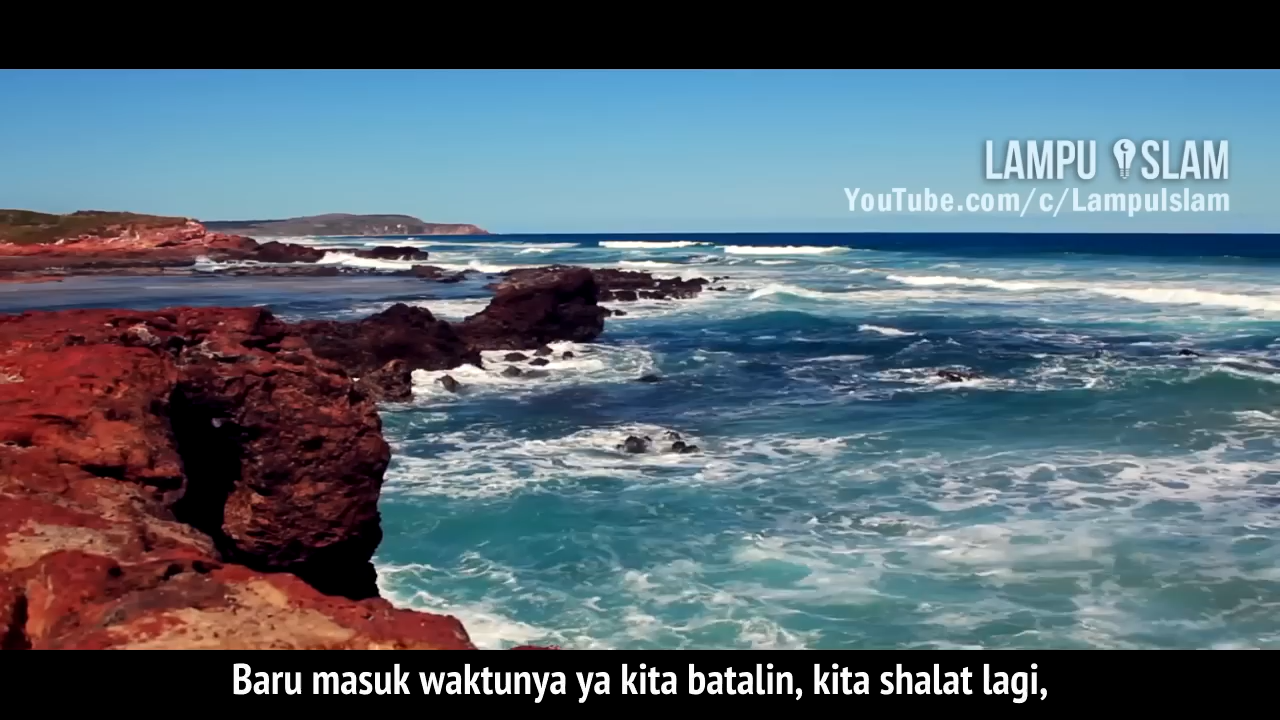 LAMPU iSLAM
YouTube.com/c/LampuIslam
Baru masuk waktunya ya kita batalin, kita shalat lagi,